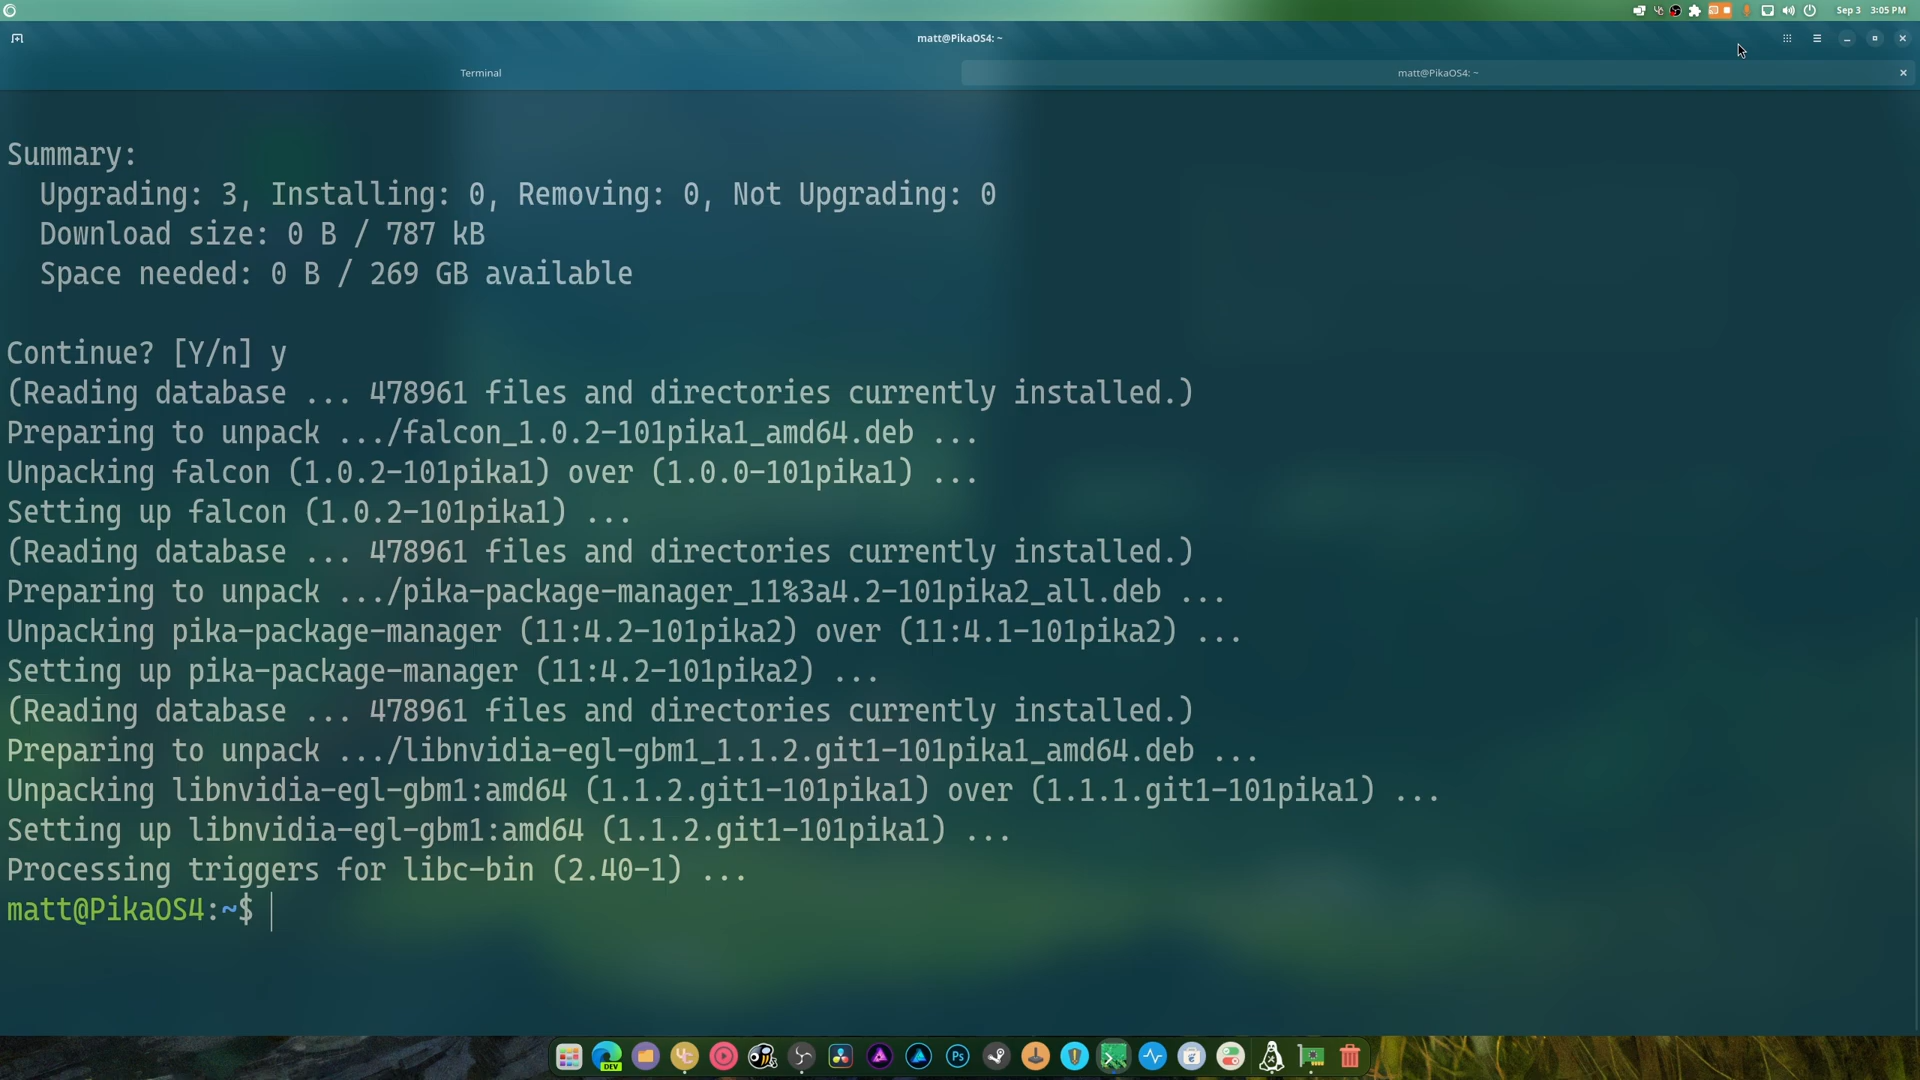 Sep 3 3:05 PM
matt@PikaOS4: ~
Terminal
matt@PikaOS4: ~
Summary:
Upgrading: 3, Installing: 0, Removing: 0, Not Upgrading: 0
Download size: 0 B / 787 kB
Space needed: 0 B / 269 GB available
Continue? [Y/n] y
(Reading database ... 478961 files and directories currently installed.)
Preparing to unpack .../falcon_1.0.2-101pika1_amd64.deb ...
Unpacking falcon (1.0.2-101pika1) over (1.0.0-101pika1) ...
Setting up falcon (1.0.2-101pika1) ...
(Reading database ... 478961 files and directories currently installed.)
Preparing to unpack .../pika-package-manager_11%3a4.2-101pika2_all.deb ...
Unpacking pika-package-manager (11:4.2-101pika2) over (11:4.1-101pika2) ...
Setting up pika-package-manager (11:4.2-101pika2) ...
(Reading database ... 478961 files and directories currently installed.)
Preparing to unpack .../libnvidia-egl-gbm1_1.1.2.git1-101pika1_amd64.deb ...
Unpacking libnvidia-egl-gbm1:amd64 (1.1.2.git1-101pika1) over (1.1.1.git1-101pika1) ...
Setting up libnvidia-egl-gbm1:amd64 (1.1.2.git1-101pika1) ...
Processing triggers for libc-bin (2.40-1) ...
matt@PikaOS4:~$
DEV
Ps